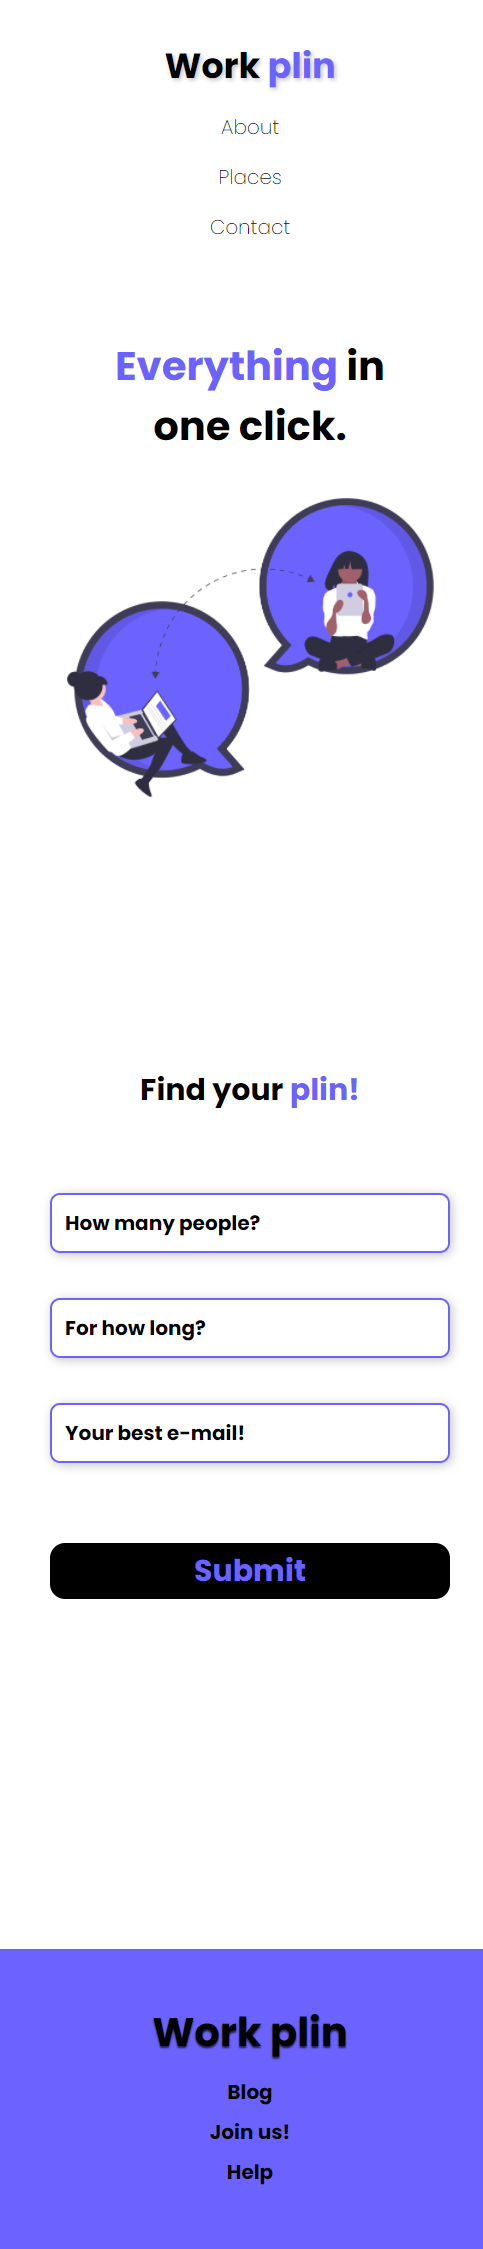 Work plin
About
Places
Contact
Everything in
one click.
Find your plin!
How many people?
For how long?
Your best e-mail!
Submit
Work plin
Blog
Join us!
Help